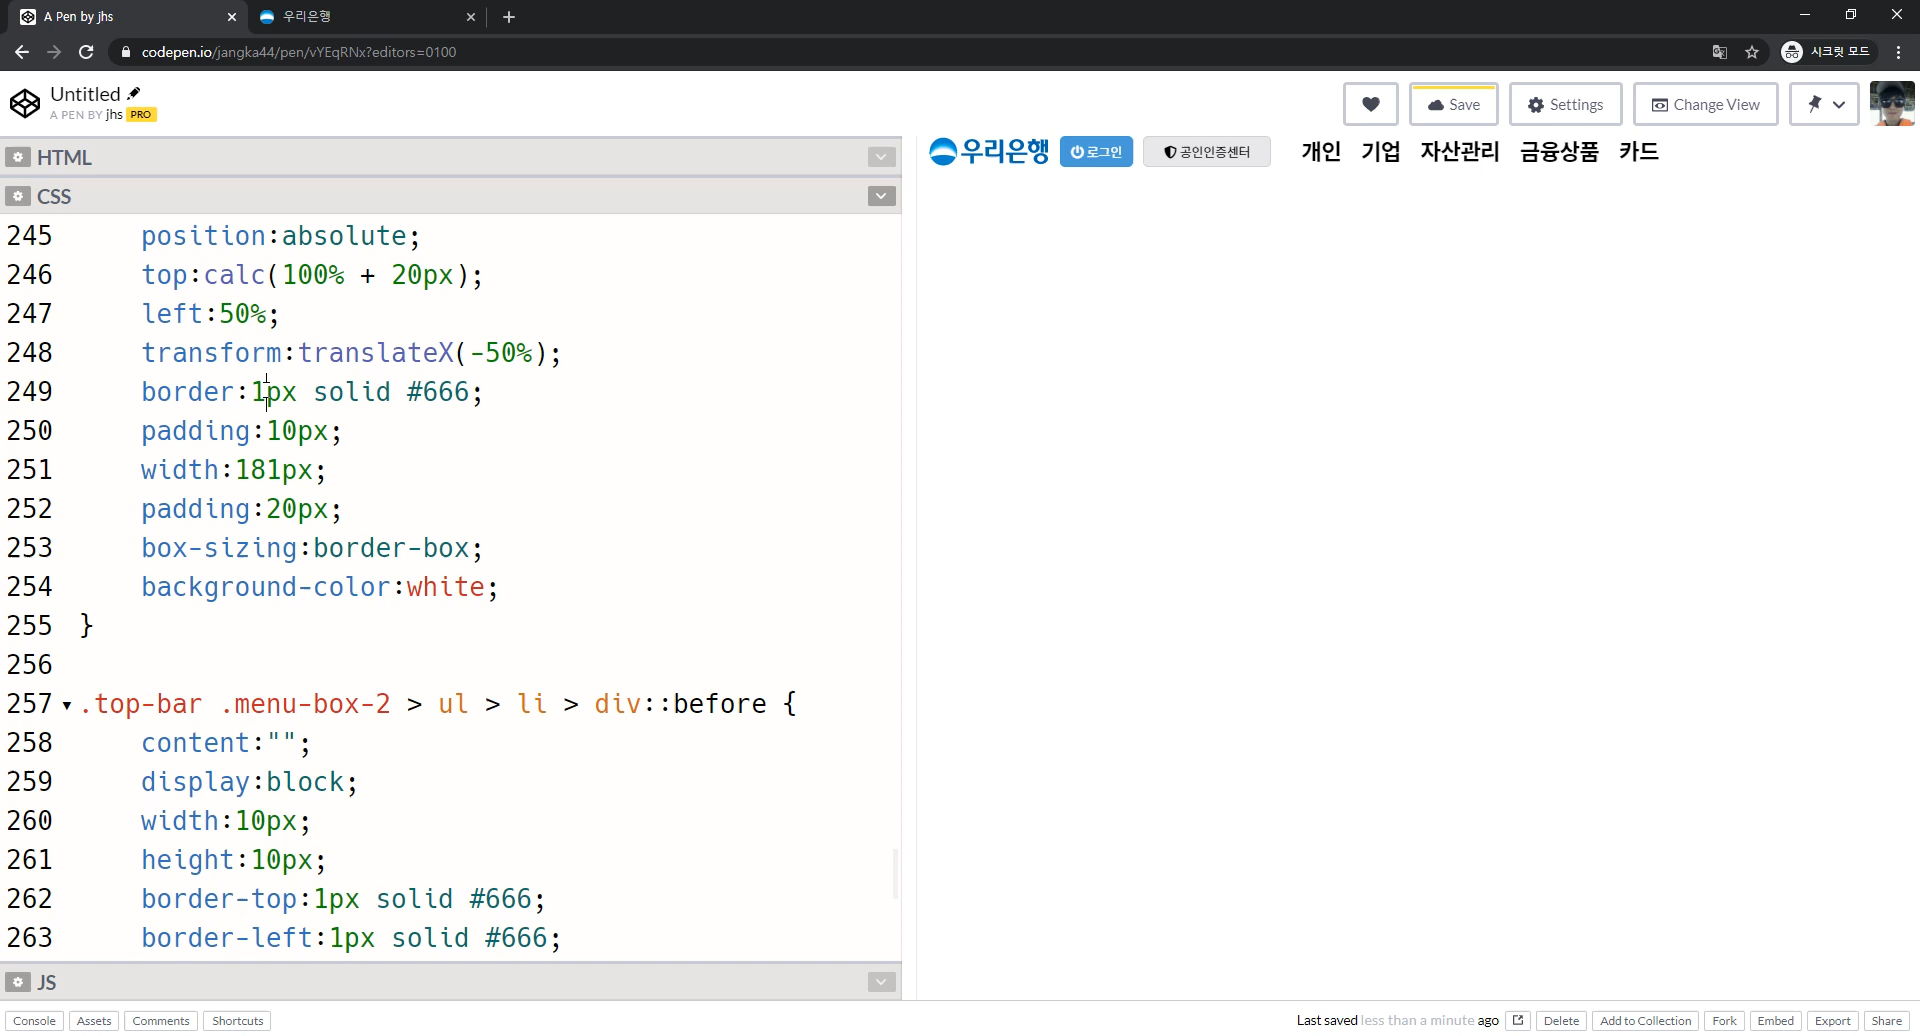 A Pen by jhs
우리은행
codepen.io/jangka44/pen/vYEqRNx?editors=0100
시크릿 모드
Untitled
A PEN BY jhs PRO
Save
Settings
Change View
HTML
CSS
245 position:absolute;
246 top:calc(100% + 20px);
247 left:50%;
248 transform:translateX(-50%);
249 border:1px solid #666;
250 padding:10px;
251 width:181px;
252 padding:20px;
253 box-sizing:border-box;
254 background-color:white;
255 }
256
257 .top-bar .menu-box-2 > ul > li > div::before {
258 content:"";
259 display:block;
260 width:10px;
261 height:10px;
262 border-top:1px solid #666;
263 border-left:1px solid #666;
JS
우리은행 로그인 공인인증센터 개인 기업 자산관리 금융상품 카드
Console Assets Comments Shortcuts
Last saved less than a minute ago Delete Add to Collection Fork Embed Export Share